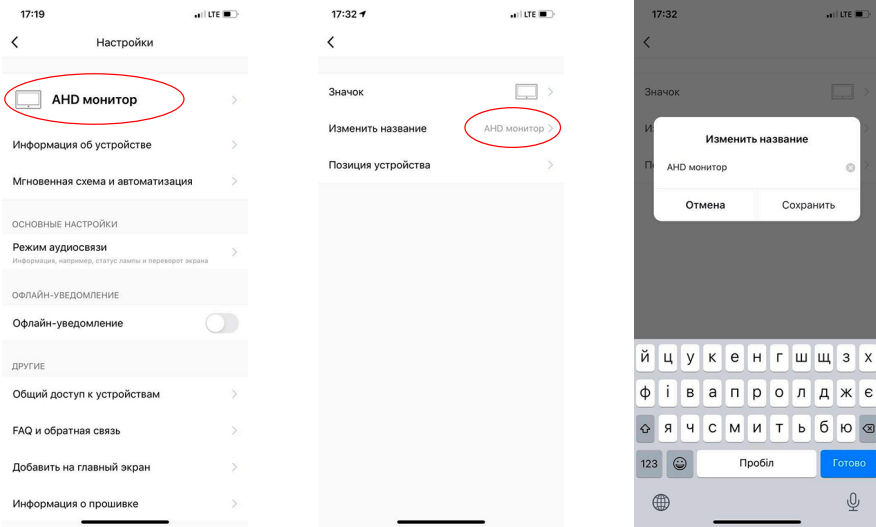 17:19
LTE
Настройки
AHD монитор
Информация об устройстве
Мгновенная схема и автоматизация
ОСНОВНЫЕ НАСТРОЙКИ
Режим аудиосвязи
Информация, например, статус лампы и переворот экрана
ОФЛАЙН-УВЕДОМЛЕНИЕ
Офлайн-уведомление
ДРУГИЕ
Общий доступ к устройствам
FAQ и обратная связь
Добавить на главный экран
Информация о прошивке
17:32
LTE
Значок
Изменить название
AHD монитор
Позиция устройства
17:32
LTE
Значок
Изменить название
AHD монитор
Отмена
Сохранить
й ц у к е н г ш щ з х
ф і в а п р о л д ж є
я ч с м и т ь б ю
123
Пробіл
Готово